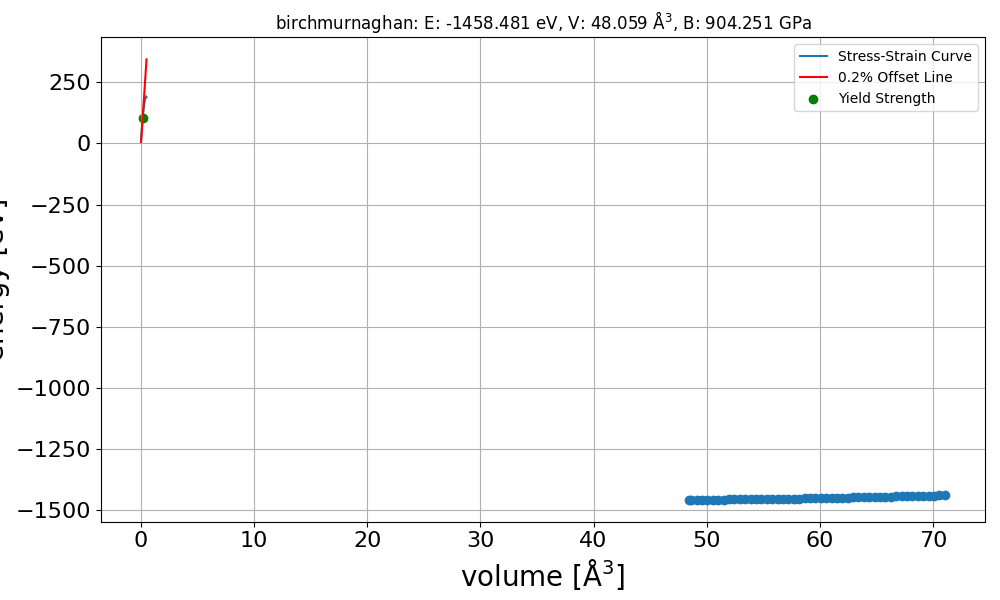 birchmurnaghan: E: -1458.481 eV, V: 48.059 Å³, B: 904.251 GPa
Stress-Strain Curve
0.2% Offset Line
Yield Strength
250
0
−250
−500
−750
−1000
−1250
−1500
0 10 20 30 40 50 60 70
volume [Å³]